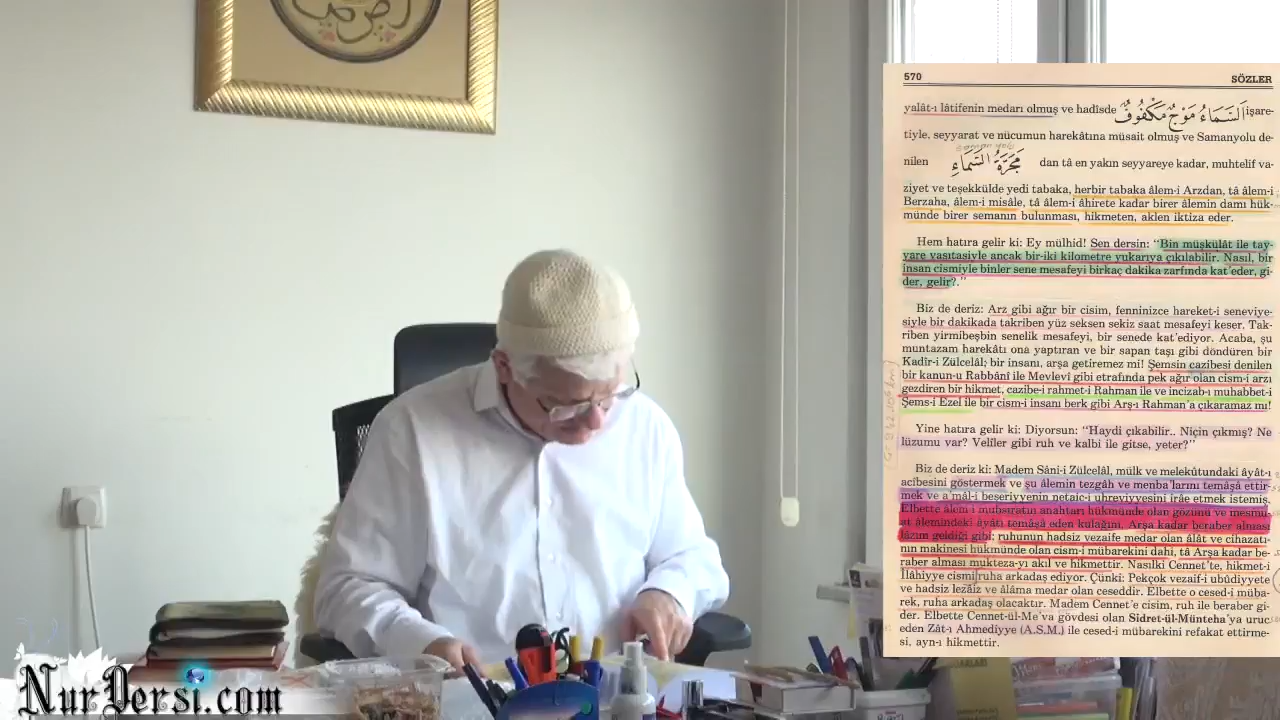 570 SÖZLER
yalât-ı lâtifenin medarı olmuş ve hadîsde اَلسَّمَاءُ مَوْجٌ مَكْفُوفٌ işare-
tiyle. seyyarat ve nücumun harekâtına müsait olmuş ve Samanyolu de-
nilen مَجَرَّةُ السَّمَاءِ dan tâ en yakın seyyareye kadar, muhtelif va-
ziyet ve teşekkülde yedi tabaka, herbir tabaka âlem-i Arzdan, tâ âlem-i
Berzaha, âlem-i misâle, tâ âlem-i âhirete kadar birer âlemin damı hük-
münde birer semanın bulunması, hikmeten, aklen iktiza eder.
Hem hatıra gelir ki: Ey mülhid! Sen dersin: "Bin müşkülât ile tay-
yare vasıtasiyle ancak bir-iki kilometre yukarıya çıkılabilir. Nasıl, bir
insan cismiyle binler sene mesafeyi birkaç dakika zarfında kat'eder, gi-
der, gelir?."
Biz de deriz: Arz gibi ağır bir cisim, fenninizce hareket-i seneviye-
siyle bir dakikada takriben yüz seksen sekiz saat mesafeyi keser. Tak-
riben yirmibeşbin senelik mesafeyi, bir senede kat'ediyor. Acaba, şu
muntazam harekâtı ona yaptıran ve bir sapan taşı gibi döndüren bir
Kadîr-i Zülcelâl; bir insanı, arşa getiremez mi! Şemsin cazibesi denilen
bir kanun-u Rabbânî ile Mevlevî gibi etrafında pek ağır olan cism-i arzı
gezdiren bir hikmet, cazibe-i rahmet-i Rahman ile ve incizab-ı muhabbet-i
Şems-i Ezel ile bir cism-i insanı berk gibi Arş-ı Rahman'a çıkaramaz mı!
Yine hatıra gelir ki: Diyorsun: "Haydi çıkabilir.. Niçin çıkmış? Ne
lüzumu var? Velîler gibi ruh ve kalbi ile gitse, yeter?"
Biz de deriz ki: Madem Sâni-i Zülcelâl, mülk ve melekûtundaki âyât-ı
acîbesini göstermek ve şu âlemin tezgâh ve menba'larını temâşâ ettir-
mek ve a'mâl-i beşeriyyenin netaic-i uhreviyyesini irâe etmek istemiş.
Elbette âlem-i mubsıratın anahtarı hükmünde olan gözünü ve mesmu-
at âlemindeki âyâtı temâşâ eden kulağını, Arşa kadar beraber alması
lâzım geldiği gibi; ruhunun hadsiz vezaife medar olan âlât ve cihazatı-
nın makinesi hükmünde olan cism-i mübarekini dahi, tâ Arşa kadar be-
raber alması mukteza-yı akıl ve hikmettir. Nasılki Cennet'te, hikmet-i
İlâhiyye cismi ruha arkadaş ediyor. Çünki: Pekçok vezaif-i ubûdiyyete
ve hadsiz lezâiz ve âlâma medar olan ceseddir. Elbette o cesed-i müba-
rek, ruha arkadaş olacaktır. Madem Cennet'e cisim, ruh ile beraber gi-
der. Elbette Cennet-ül-Me'va gövdesi olan Sidret-ül-Münteha'ya uruc
eden Zât-ı Ahmediyye (A.S.M.) ile cesed-i mübarekini refakat ettirme-
si, ayn-ı hikmettir.
NurDersi.com